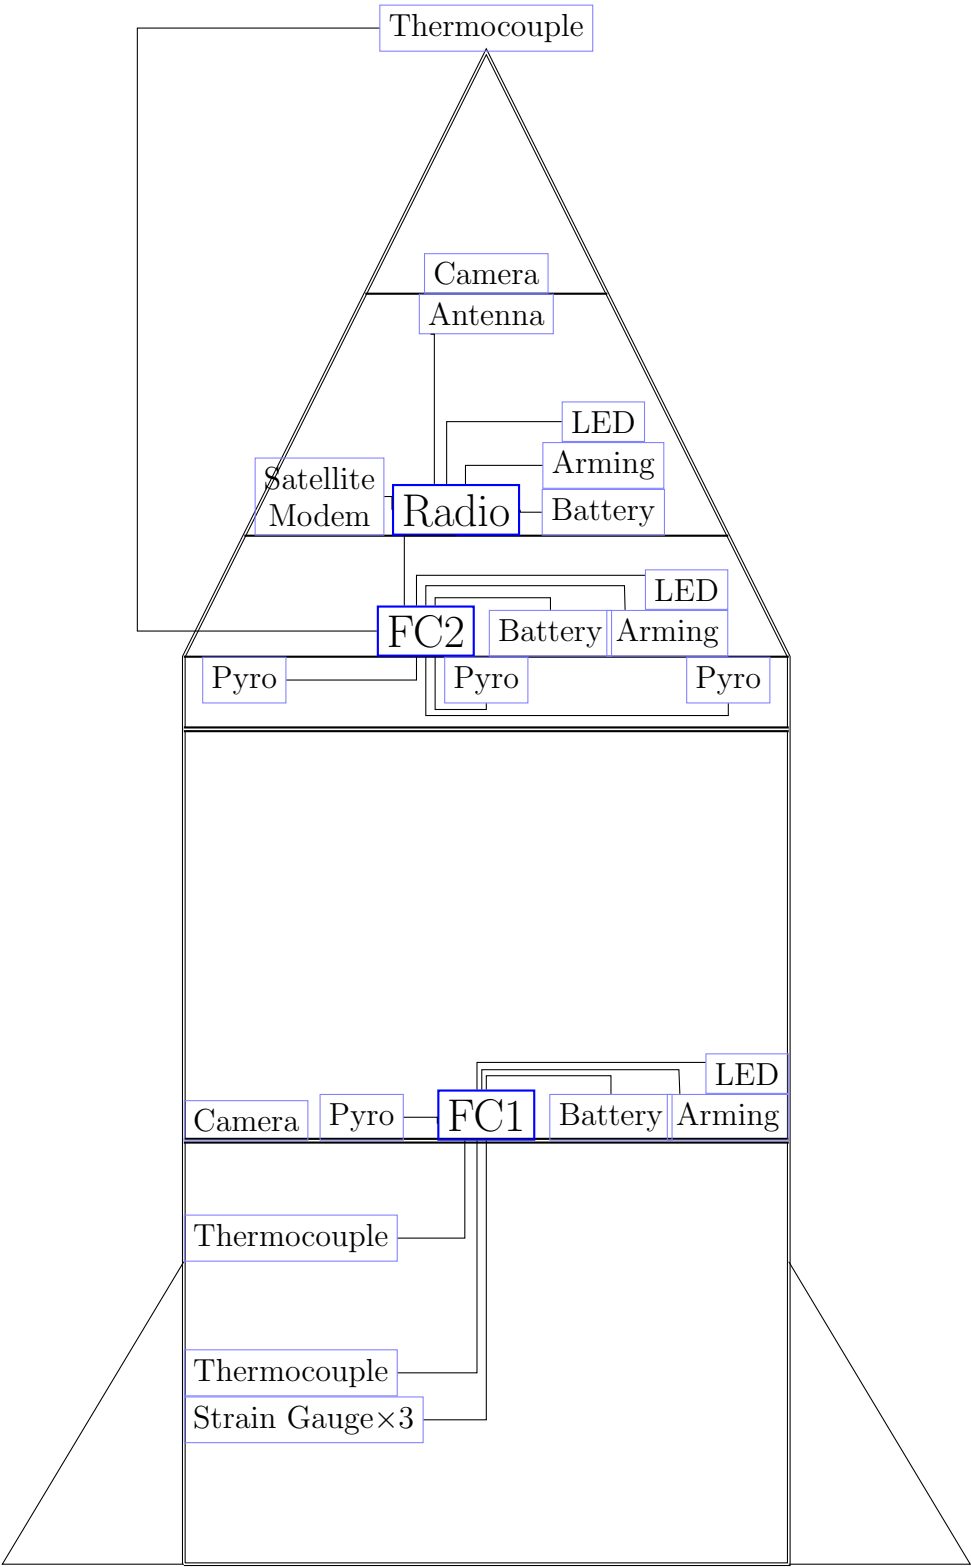 Thermocouple
Camera
Antenna
LED
Arming
Satellite
Modem
Radio
Battery
LED
FC2
Battery
Arming
Pyro
Pyro
Pyro
LED
Camera
Pyro
FC1
Battery
Arming
Thermocouple
Thermocouple
Strain Gauge×3